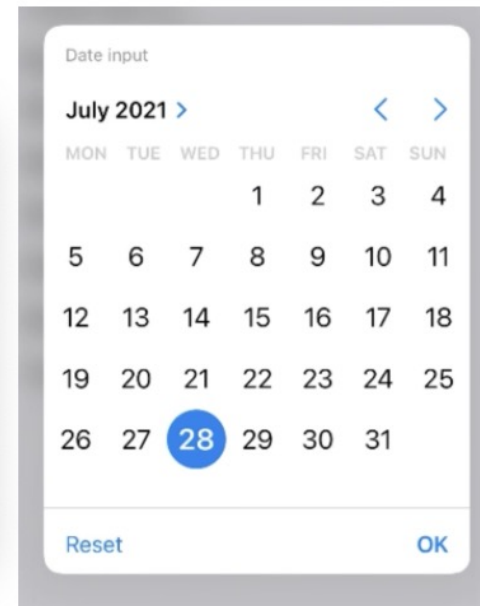 Date input
July 2021 >
MON TUE WED THU FRI SAT SUN
1 2 3 4
5 6 7 8 9 10 11
12 13 14 15 16 17 18
19 20 21 22 23 24 25
26 27 28 29 30 31
Reset OK